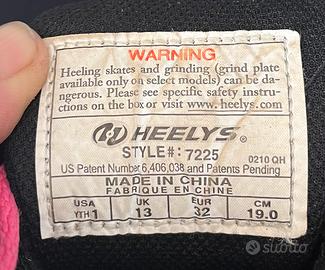 WARNING
Heeling skates and grinding (grind plate
available only on select models) can be da-
ngerous. Please see specific safety instru-
ctions on the box or visit www.heelys.com.
HEELYS®
STYLE#: 7225
0210 QH
US Patent Number 6,406,038 and Patents Pending
MADE IN CHINA
FABRIQUE EN CHINE
USA UK EUR CM
YTH 1 13 32 19.0
subito